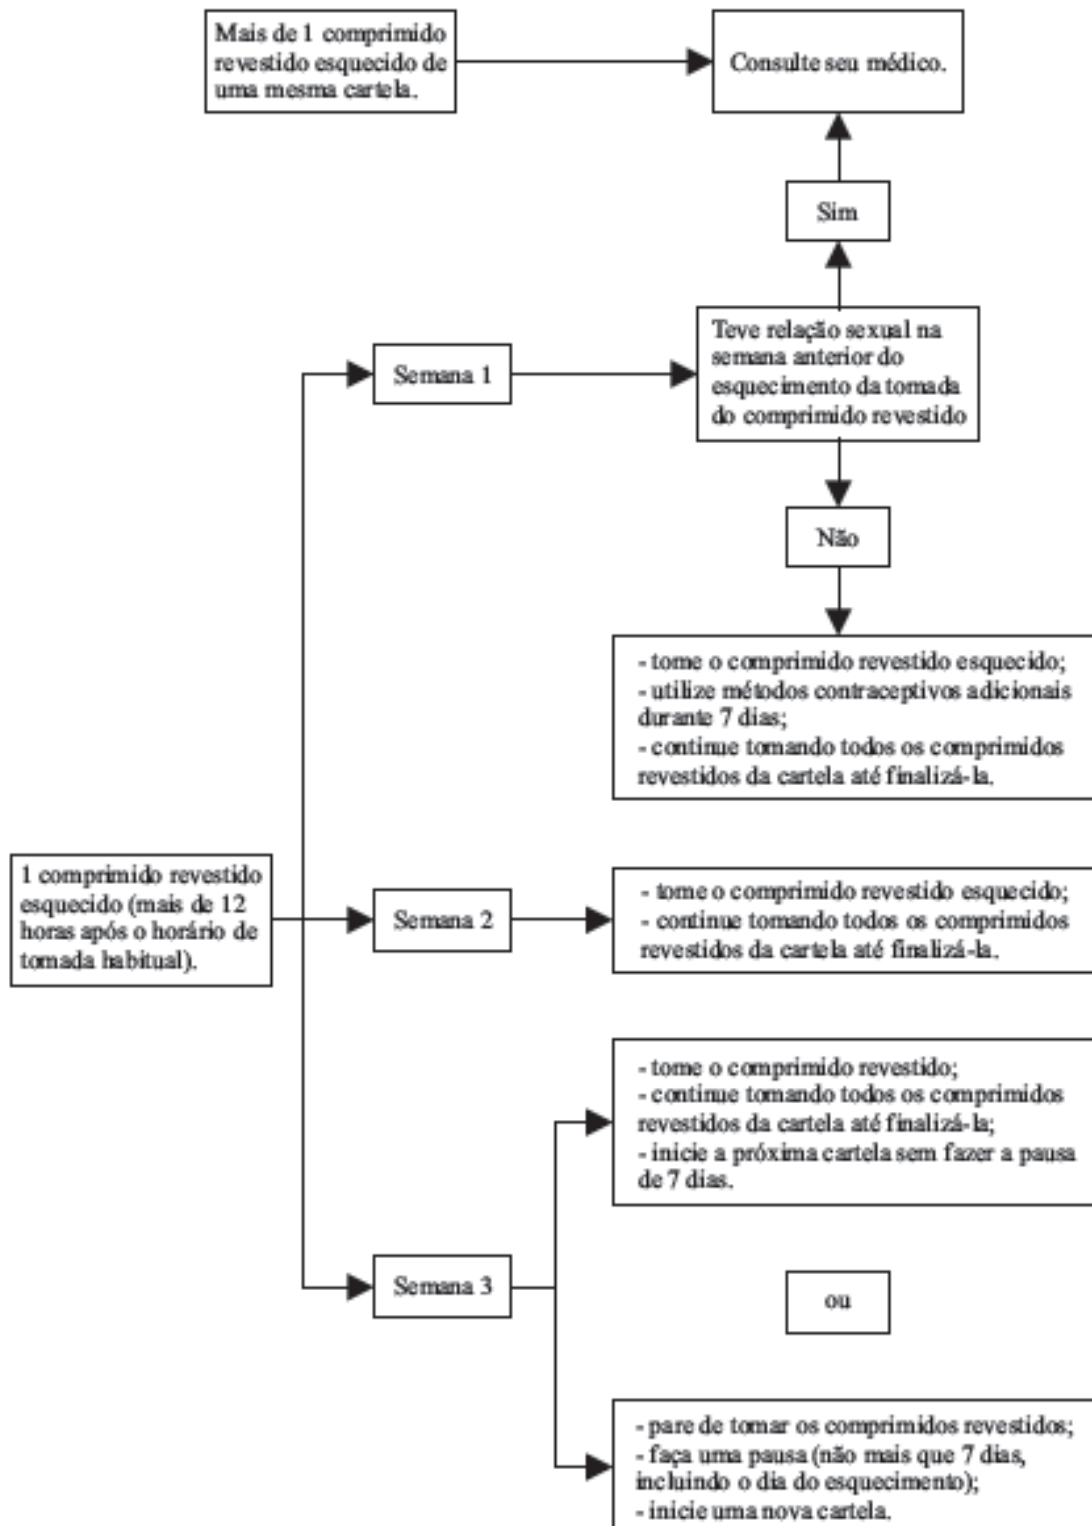 Mais de 1 comprimido
revestido esquecido de
uma mesma cartela.
Consulte seu médico.
Sim
Teve relação sexual na
semana anterior do
esquecimento da tomada
do comprimido revestido
Semana 1
Não
- tome o comprimido revestido esquecido;
- utilize métodos contraceptivos adicionais
durante 7 dias;
- continue tomando todos os comprimidos
revestidos da cartela até finalizá-la.
1 comprimido revestido
esquecido (mais de 12
horas após o horário de
tomada habitual).
Semana 2
- tome o comprimido revestido esquecido;
- continue tomando todos os comprimidos
revestidos da cartela até finalizá-la.
Semana 3
- tome o comprimido revestido;
- continue tomando todos os comprimidos
revestidos da cartela até finalizá-la;
- inicie a próxima cartela sem fazer a pausa
de 7 dias.
ou
- pare de tomar os comprimidos revestidos;
- faça uma pausa (não mais que 7 dias,
incluindo o dia do esquecimento);
- inicie uma nova cartela.